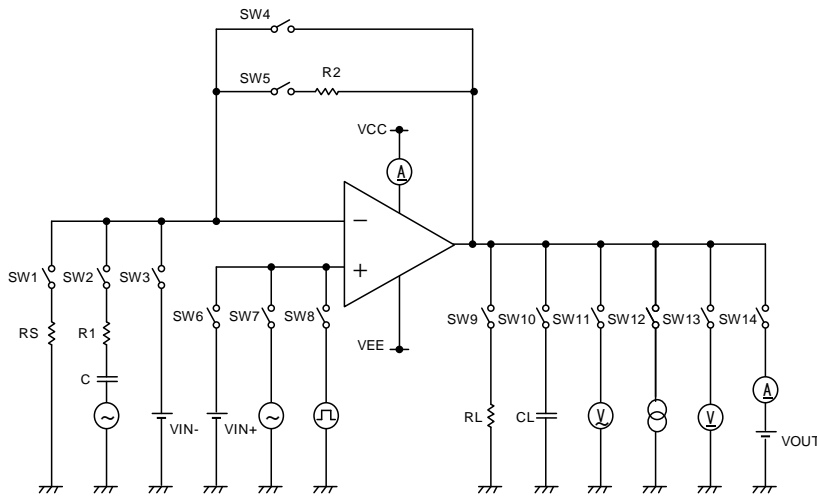 SW4
SW5
R2
VCC
A
−
+
SW1
SW2
SW3
SW6
SW7
SW8
VEE
SW9
SW10
SW11
SW12
SW13
SW14
RS
R1
C
A
VIN-
VIN+
RL
CL
V
V
VOUT